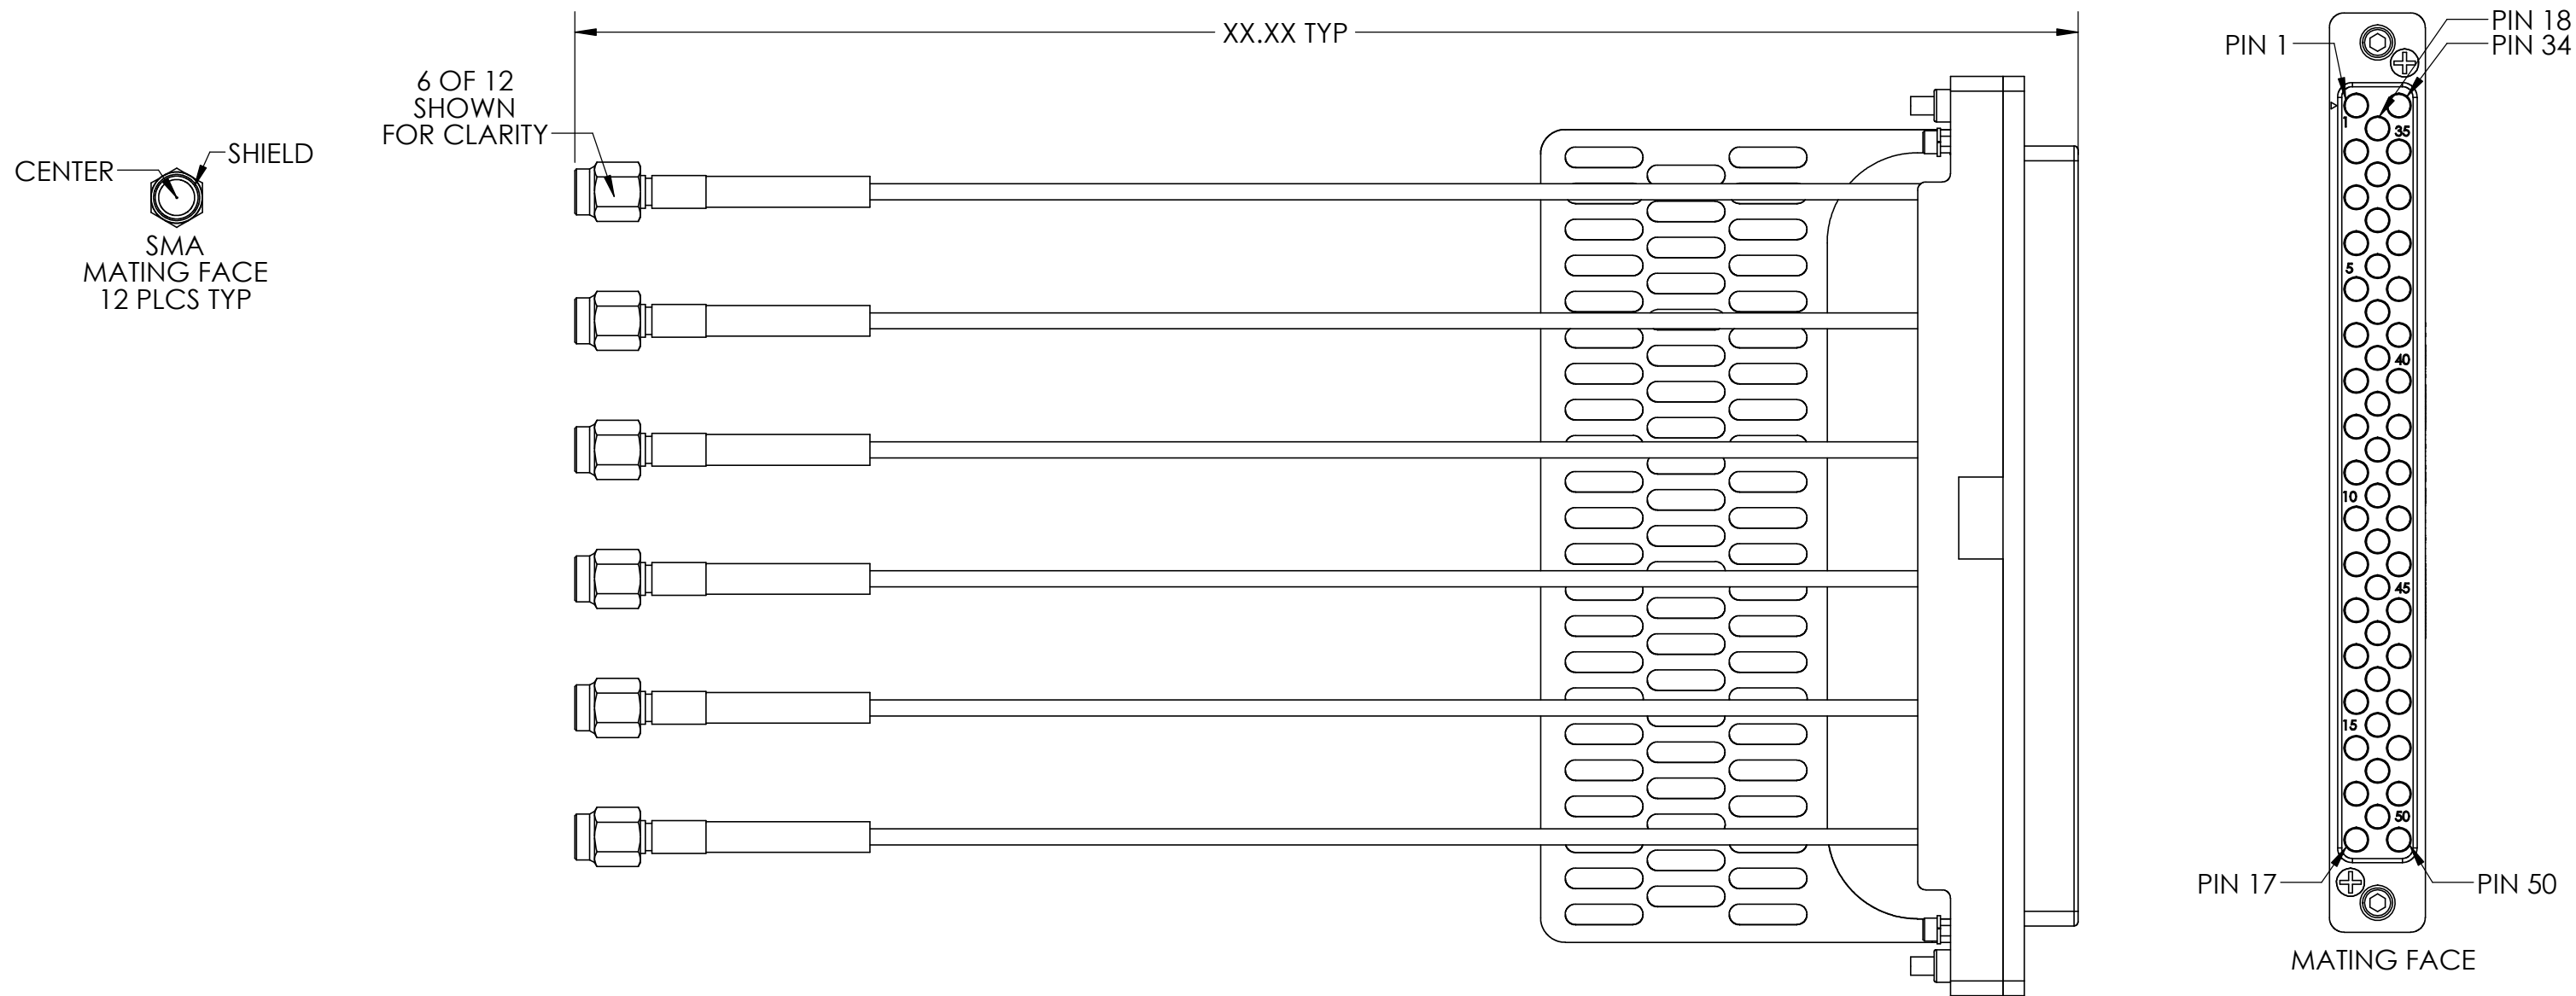 XX.XX TYP
6 OF 12
SHOWN
FOR CLARITY
CENTER
SHIELD
SMA
MATING FACE
12 PLCS TYP
PIN 1
PIN 18
PIN 34
1
35
5
40
10
45
15
50
PIN 17
PIN 50
MATING FACE